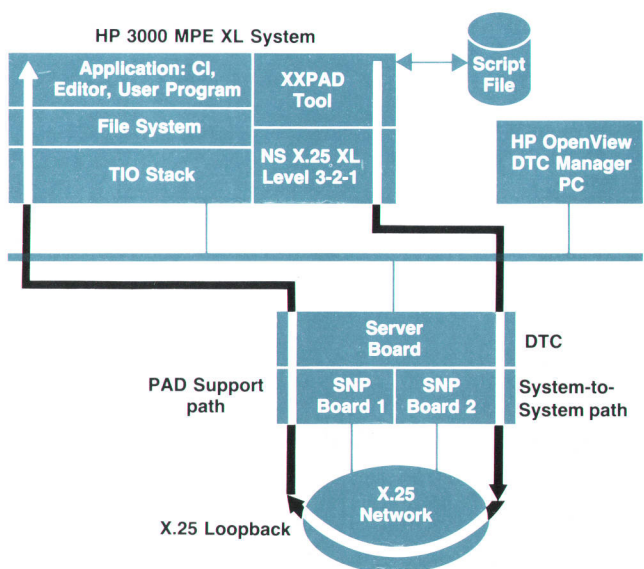 HP 3000 MPE XL System
Application: CI,
Editor, User Program
File System
TIO Stack
XXPAD
Tool
NS X.25 XL
Level 3-2-1
Script
File
HP OpenView
DTC Manager
PC
Server
Board
DTC
PAD Support
path
SNP
Board 1
SNP
Board 2
System-to-
System path
X.25
Network
X.25 Loopback